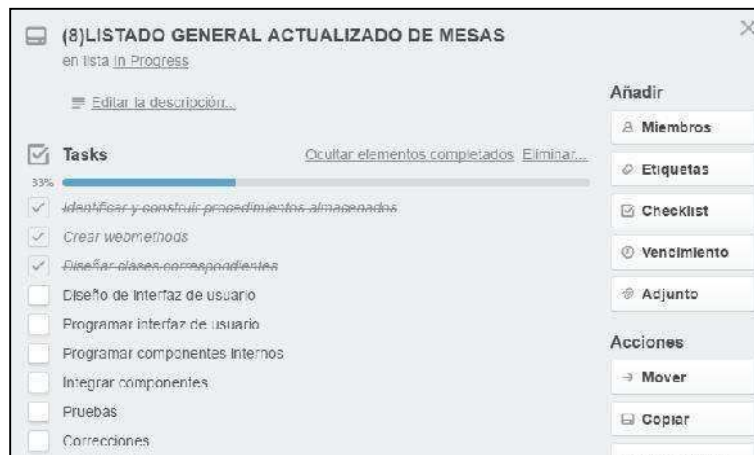 (8)LISTADO GENERAL ACTUALIZADO DE MESAS
en lista In Progress
Editar la descripción...
Tasks
Ocultar elementos completados Eliminar...
33%
Identificar y construir procedimientos almacenados
Crear webmethods
Diseñar clases correspondientes
Diseño de interfaz de usuario
Programar interfaz de usuario
Programar componentes internos
Integrar componentes
Pruebas
Correcciones
Añadir
Miembros
Etiquetas
Checklist
Vencimiento
Adjunto
Acciones
Mover
Copiar